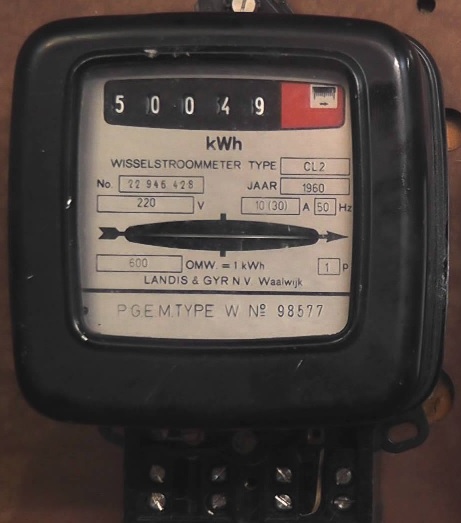 5 0 0 4 9
kWh
WISSELSTROOMMETER TYPE CL2
No. 22 946 428 JAAR 1960
220 V 10 (30) A 50 Hz
600 OMW. = 1 kWh 1 P
LANDIS & GYR N.V. Waalwijk
P.G.E.M. TYPE W No 98577